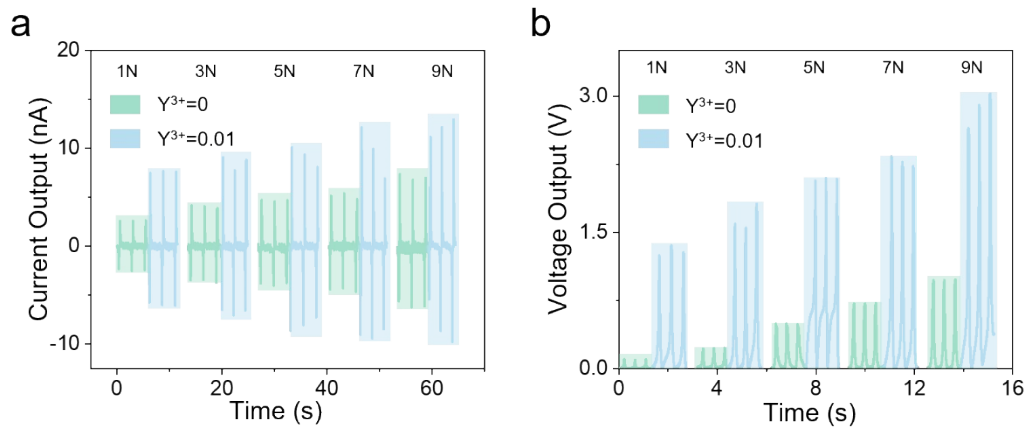 a
20
1N 3N 5N 7N 9N
Y³⁺=0
Y³⁺=0.01
10
0
-10
Current Output (nA)
0 20 40 60
Time (s)
b
1N 3N 5N 7N 9N
3.0
Y³⁺=0
Y³⁺=0.01
1.5
0.0
Voltage Output (V)
0 4 8 12 16
Time (s)